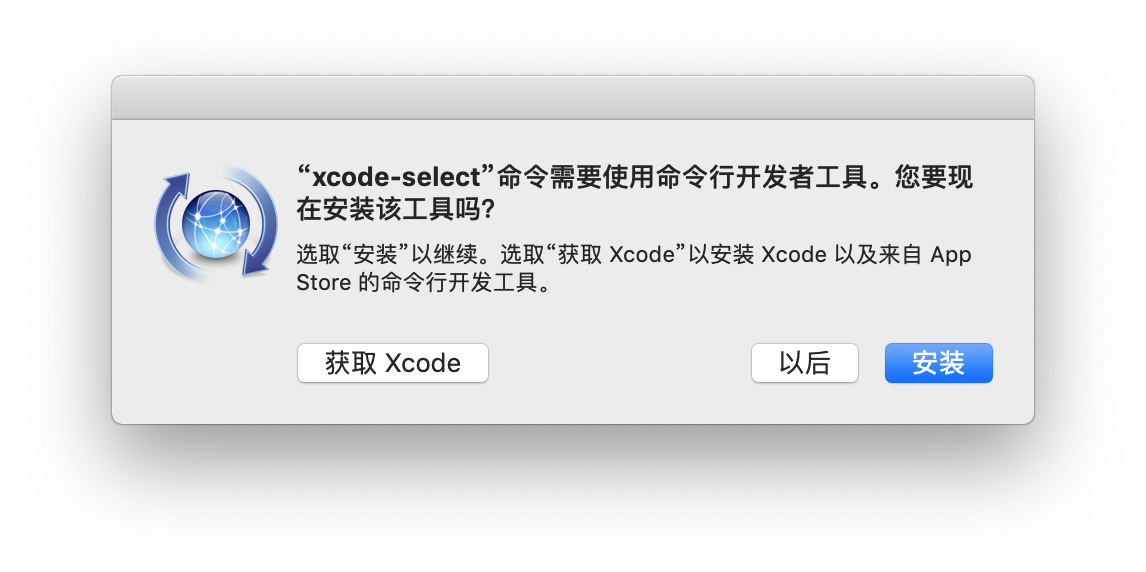 “xcode-select”命令需要使用命令行开发者工具。您要现
在安装该工具吗？
选取“安装”以继续。选取“获取 Xcode”以安装 Xcode 以及来自 App
Store 的命令行开发工具。
获取 Xcode
以后
安装